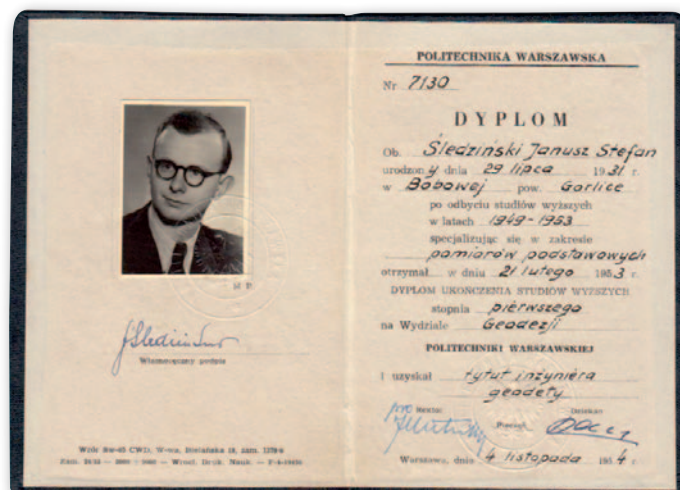 M P.
Własnoręczny podpis
POLITECHNIKA WARSZAWSKA
Nr 7130
DYPLOM
Ob. Śledziński Janusz Stefan
urodzony dnia 29 lipca 1931 r.
w Bobowej pow. Gorlice
po odbyciu studiów wyższych
w latach 1949-1953
specjalizując się w zakresie
pomiarów podstawowych
otrzymał w dniu 21 lutego 1953 r.
DYPLOM UKOŃCZENIA STUDIÓW WYŻSZYCH
stopnia pierwszego
na Wydziale Geodezji
POLITECHNIKI WARSZAWSKIEJ
i uzyskał tytuł inżyniera
geodety
pro Rektor Dziekan
Pieczęć
Warszawa, dnia 4 listopada 1954 r.